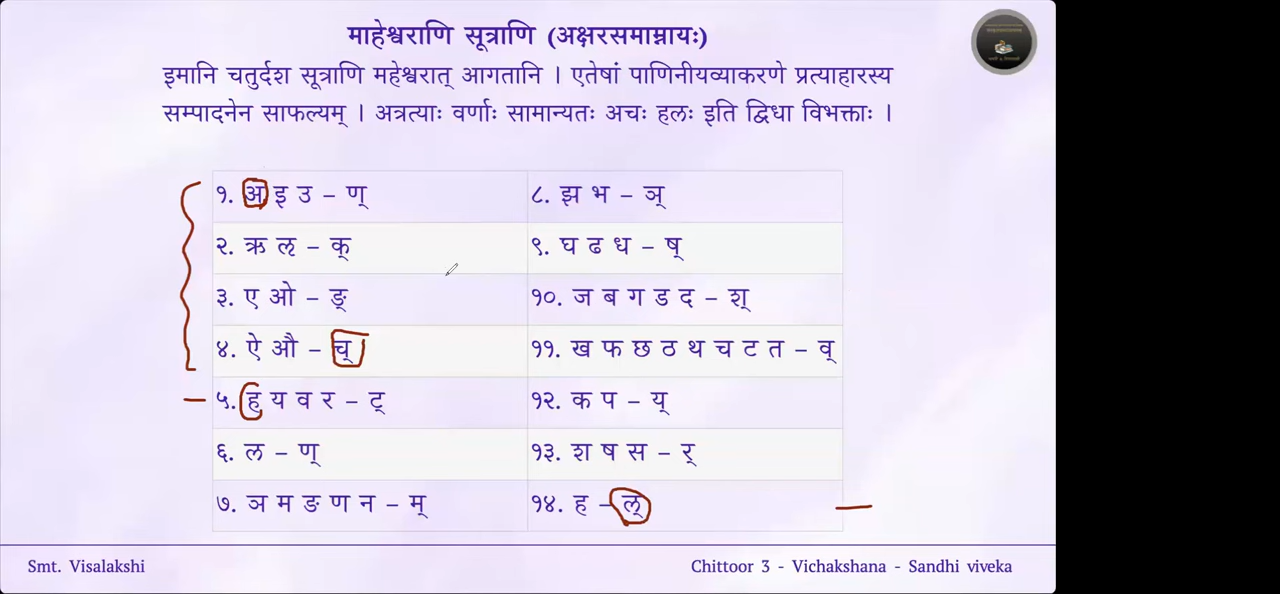 माहेश्वराणि सूत्राणि (अक्षरसमाम्नायः)
इमानि चतुर्दश सूत्राणि महेश्वरात् आगतानि । एतेषां पाणिनीयव्याकरणे प्रत्याहारस्य
सम्पादनेन साफल्यम् । अत्रत्याः वर्णाः सामान्यतः अचः हलः इति द्विधा विभक्ताः ।
१. अ इ उ – ण्
२. ऋ ऌ – क्
३. ए ओ – ङ्
४. ऐ औ – च्
५. ह य व र – ट्
६. ल – ण्
७. ञ म ङ ण न – म्
८. झ भ – ञ्
९. घ ढ ध – ष्
१०. ज ब ग ड द – श्
११. ख फ छ ठ थ च ट त – व्
१२. क प – य्
१३. श ष स – र्
१४. ह – ल्
Smt. Visalakshi
Chittoor 3 - Vichakshana - Sandhi viveka